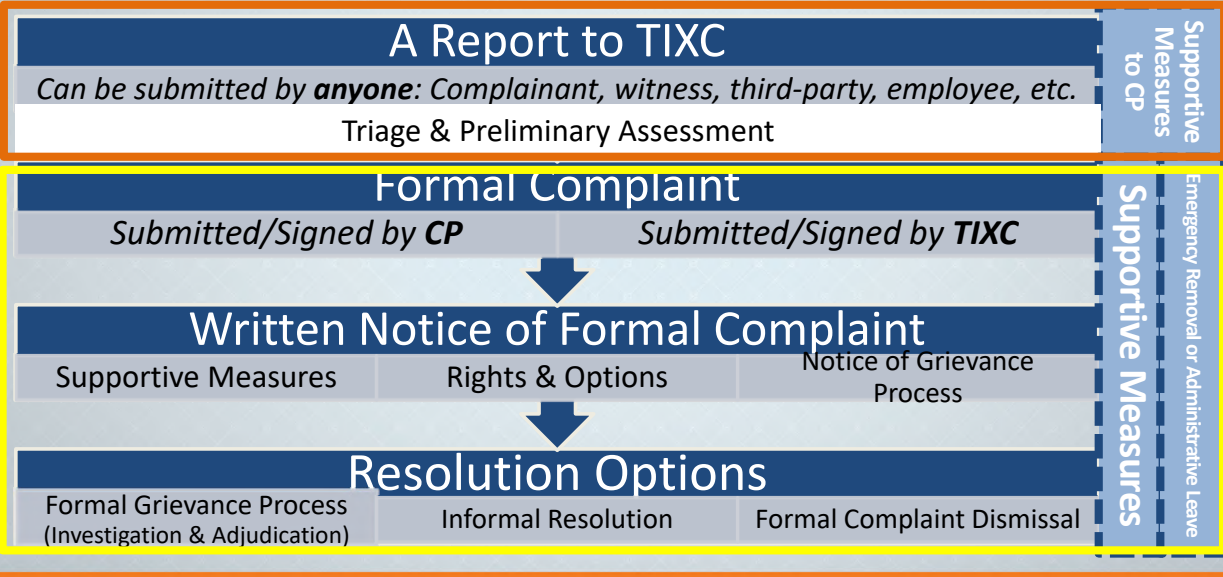 A Report to TIXC
Can be submitted by anyone: Complainant, witness, third-party, employee, etc.
Triage & Preliminary Assessment
Supportive
Measures
to CP
Formal Complaint
Submitted/Signed by CP
Submitted/Signed by TIXC
Written Notice of Formal Complaint
Supportive Measures
Rights & Options
Notice of Grievance
Process
Resolution Options
Formal Grievance Process
(Investigation & Adjudication)
Informal Resolution
Formal Complaint Dismissal
Supportive Measures
Emergency Removal or Administrative Leave